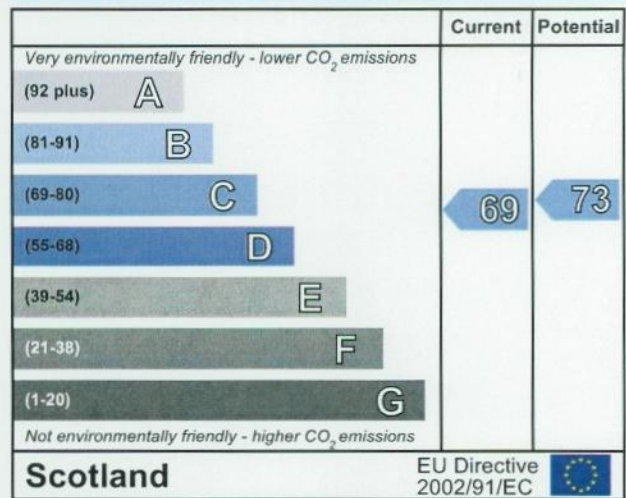 Current Potential
Very environmentally friendly - lower CO2 emissions
(92 plus) A
(81-91) B
(69-80) C
69 73
(55-68) D
(39-54) E
(21-38) F
(1-20) G
Not environmentally friendly - higher CO2 emissions
Scotland
EU Directive
2002/91/EC